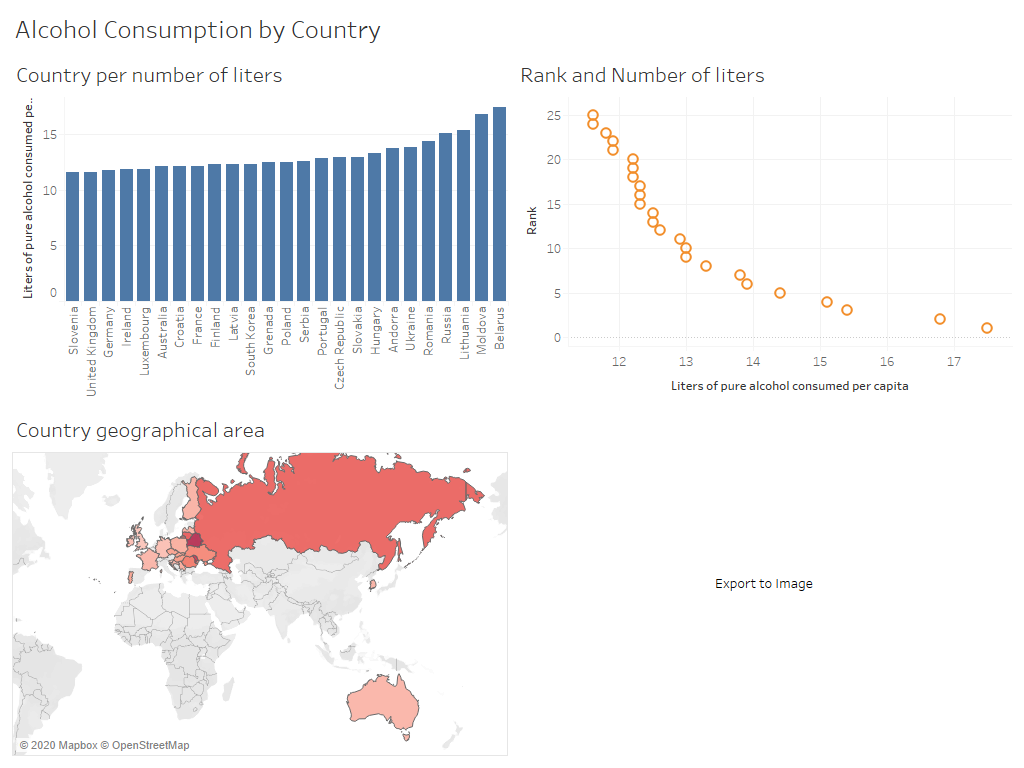 Alcohol Consumption by Country
Country per number of liters
Liters of pure alcohol consumed pe..
15
10
5
0
Slovenia
United Kingdom
Germany
Ireland
Luxembourg
Australia
Croatia
France
Finland
Latvia
South Korea
Grenada
Poland
Serbia
Portugal
Czech Republic
Slovakia
Hungary
Andorra
Ukraine
Romania
Russia
Lithuania
Moldova
Belarus
Rank and Number of liters
Rank
25
20
15
10
5
0
12 13 14 15 16 17
Liters of pure alcohol consumed per capita
Country geographical area
© 2020 Mapbox © OpenStreetMap
Export to Image